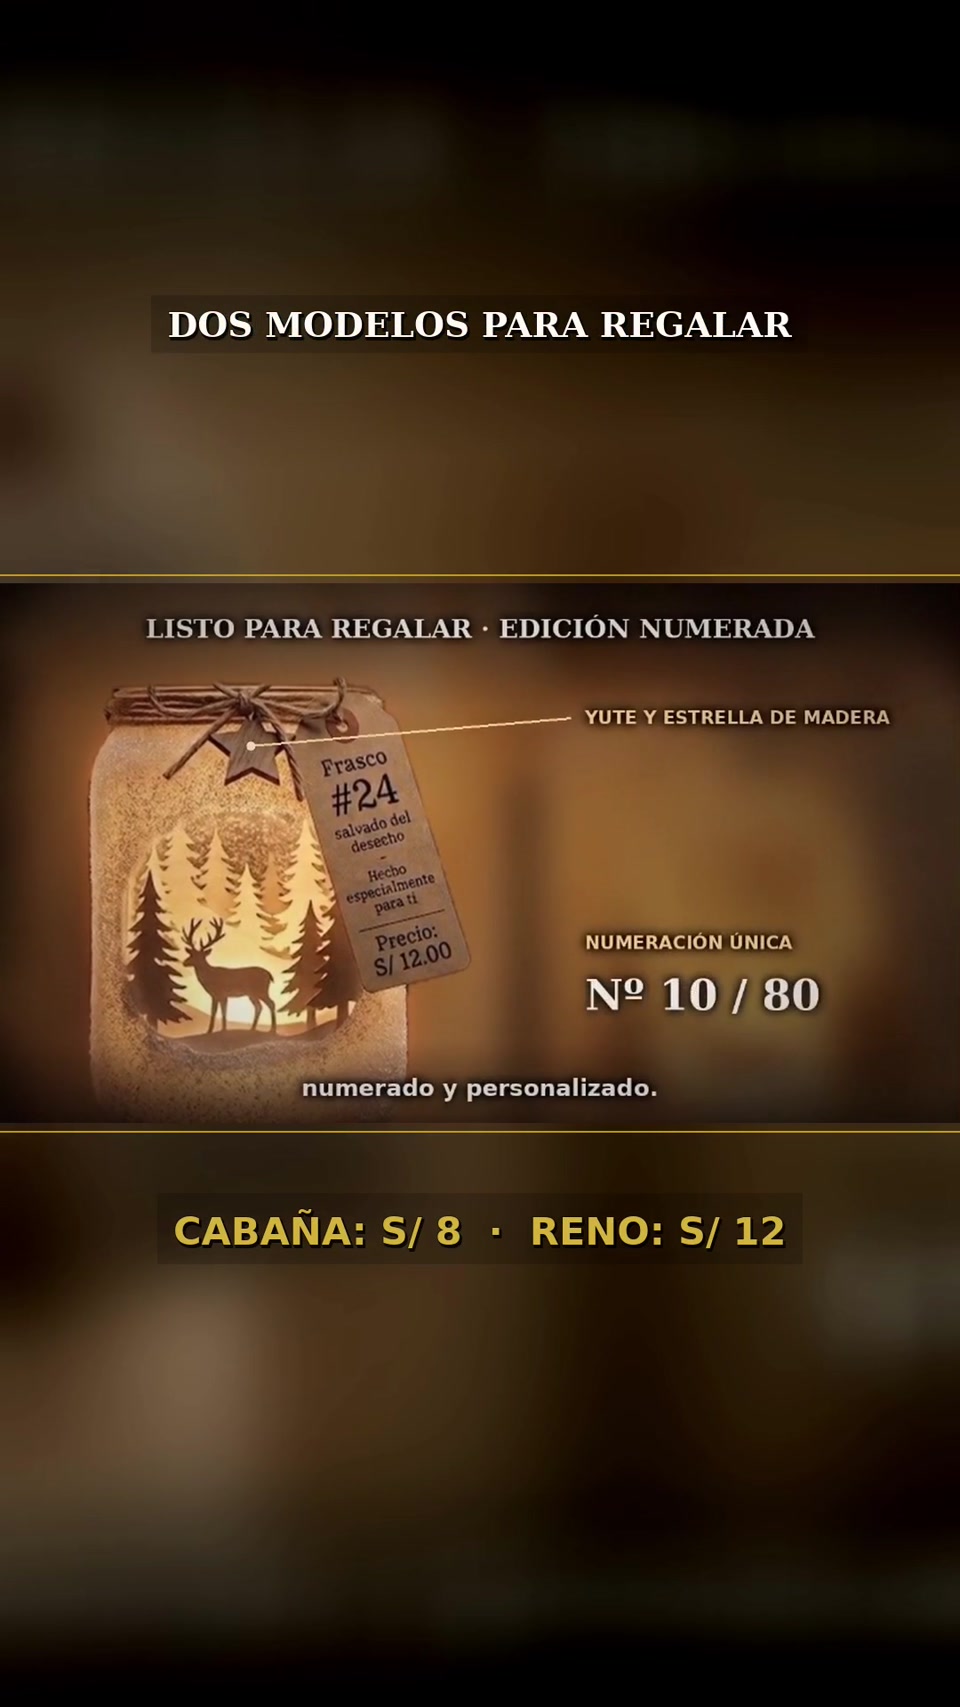 DOS MODELOS PARA REGALAR
LISTO PARA REGALAR · EDICIÓN NUMERADA
YUTE Y ESTRELLA DE MADERA
Frasco
#24
salvado del
desecho
-
Hecho
especialmente
para ti
Precio:
S/ 12.00
NUMERACIÓN ÚNICA
Nº 10 / 80
numerado y personalizado.
CABAÑA: S/ 8 · RENO: S/ 12